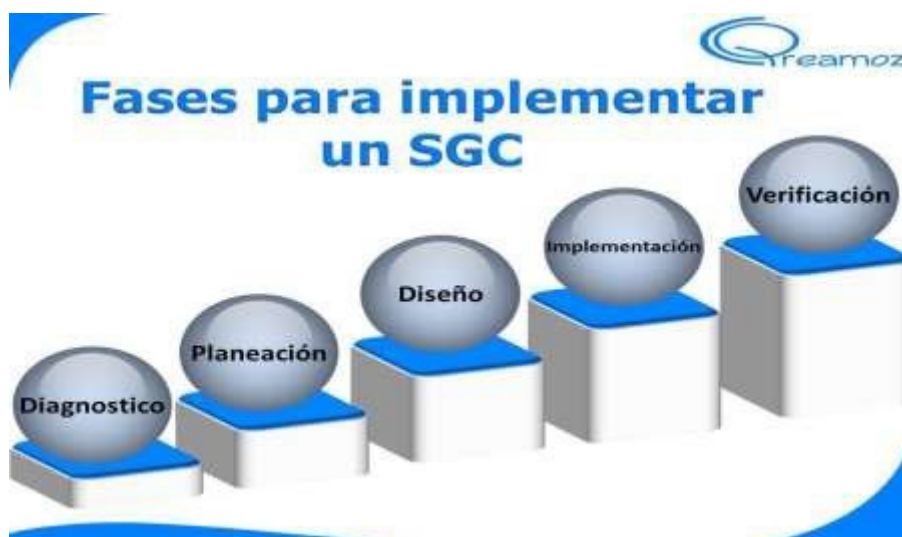 Qreamoz
Fases para implementar
un SGC
Verificación
Implementación
Diseño
Planeación
Diagnostico